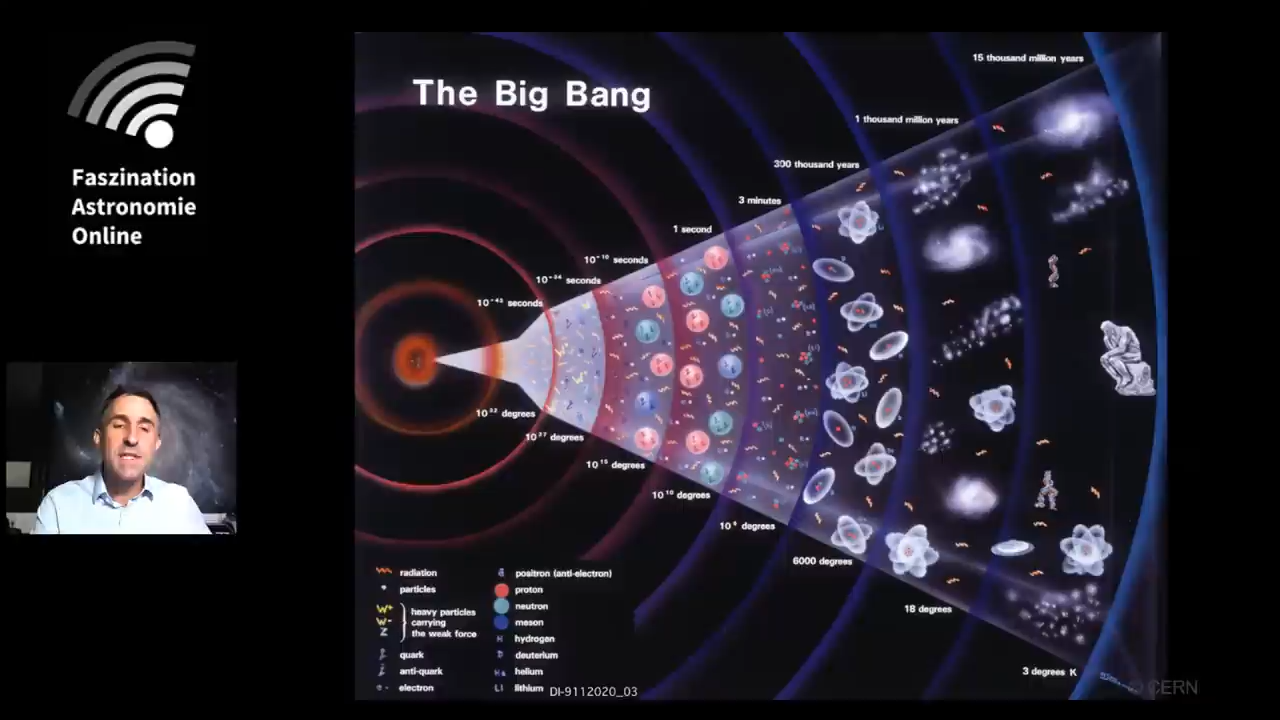 Faszination
Astronomie
Online
The Big Bang
15 thousand million years
1 thousand million years
300 thousand years
3 minutes
1 second
10⁻¹⁰ seconds
10⁻³⁴ seconds
10⁻⁴³ seconds
10³² degrees
10²⁷ degrees
10¹⁵ degrees
10¹⁰ degrees
10⁹ degrees
6000 degrees
18 degrees
3 degrees K
radiation
particles
W+
W-
Z
heavy particles
carrying
the weak force
quark
anti-quark
e- electron
positron (anti-electron)
proton
neutron
meson
H hydrogen
D deuterium
He helium
Li lithium
DI-9112020_03
© CERN